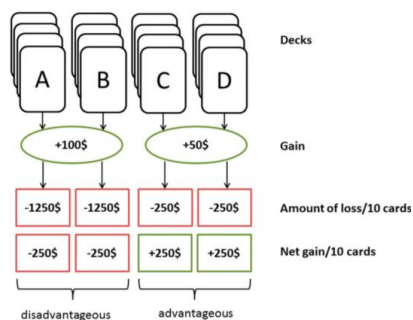 Decks
A B C D
+100$ +50$ Gain
-1250$ -1250$ -250$ -250$ Amount of loss/10 cards
-250$ -250$ +250$ +250$ Net gain/10 cards
disadvantageous advantageous